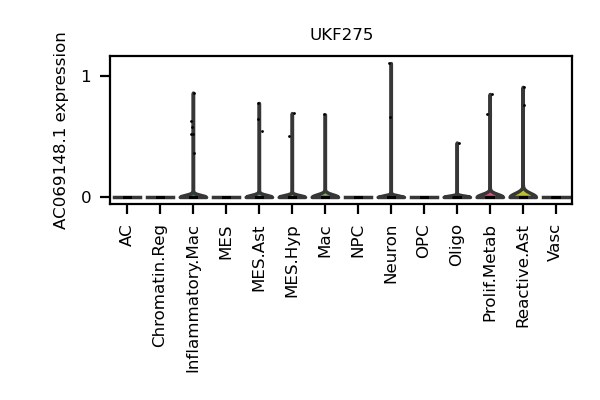 UKF275
AC069148.1 expression
1
0
AC
Chromatin.Reg
Inflammatory.Mac
MES
MES.Ast
MES.Hyp
Mac
NPC
Neuron
OPC
Oligo
Prolif.Metab
Reactive.Ast
Vasc